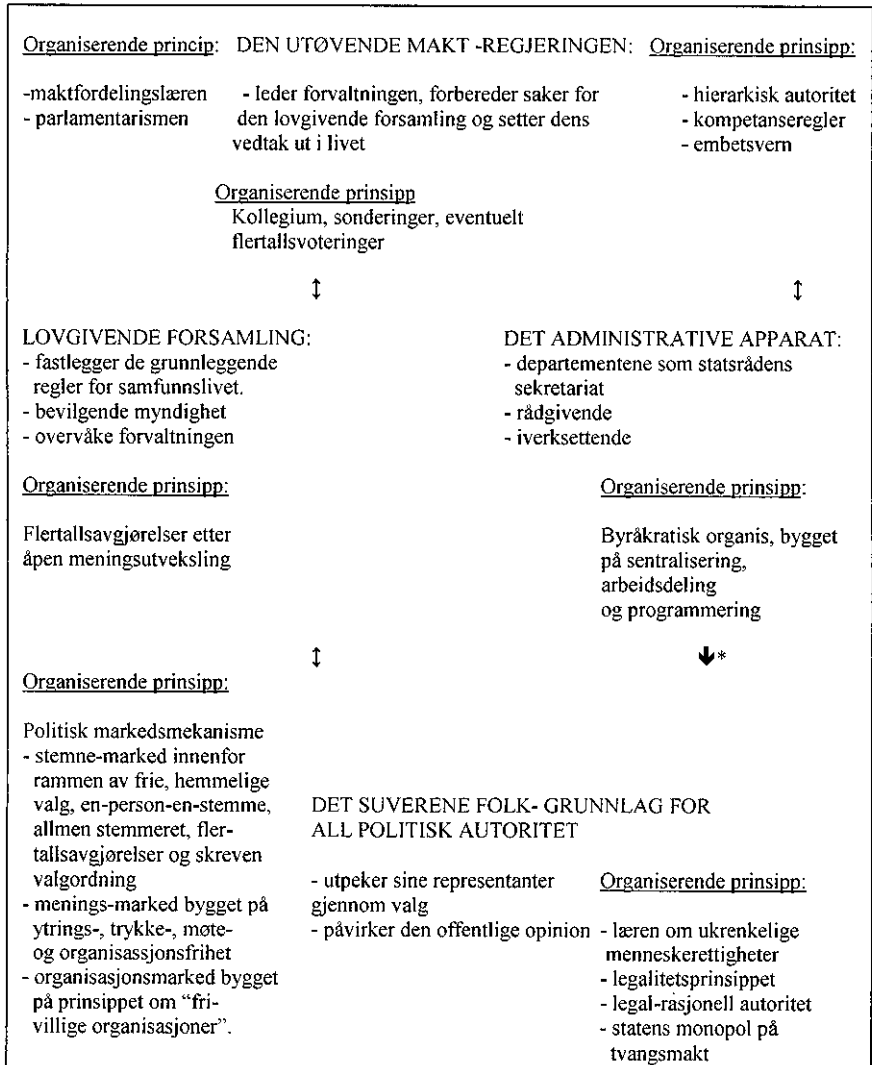 Organiserende princip: DEN UTØVENDE MAKT -REGJERINGEN: Organiserende prinsipp:
-maktfordelingslæren - leder forvaltningen, forbereder saker for - hierarkisk autoritet
- parlamentarismen den lovgivende forsamling og setter dens - kompetanseregler
vedtak ut i livet - embetsvern
Organiserende prinsipp
Kollegium, sonderinger, eventuelt
flertallsvoteringer
↕ ↕
LOVGIVENDE FORSAMLING: DET ADMINISTRATIVE APPARAT:
- fastlegger de grunnleggende - departementene som statsrådens
regler for samfunnslivet. sekretariat
- bevilgende myndighet - rådgivende
- overvåke forvaltningen - iverksettende
Organiserende prinsipp: Organiserende prinsipp:
Flertallsavgjørelser etter Byråkratisk organis, bygget
åpen meningsutveksling på sentralisering,
arbeidsdeling
og programmering
↕ 🡫*
Organiserende prinsipp:
Politisk markedsmekanisme
- stemne-marked innenfor
rammen av frie, hemmelige
valg, en-person-en-stemme, DET SUVERENE FOLK- GRUNNLAG FOR
allmen stemmeret, fler- ALL POLITISK AUTORITET
tallsavgjørelser og skreven
valgordning - utpeker sine representanter Organiserende prinsipp:
- menings-marked bygget på gjennom valg
ytrings-, trykke-, møte- - påvirker den offentlige opinion - læren om ukrenkelige
og organisassjonsfrihet menneskerettigheter
- organisasjonsmarked bygget - legalitetsprinsippet
på prinsippet om “fri- - legal-rasjonell autoritet
villige organisasjoner”. - statens monopol på
tvangsmakt